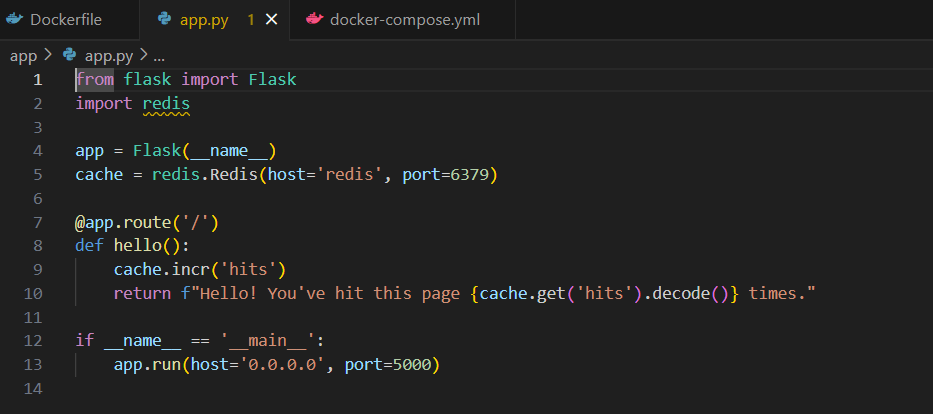 Dockerfile app.py 1 docker-compose.yml
app > app.py > ...
1 from flask import Flask
2 import redis
3
4 app = Flask(__name__)
5 cache = redis.Redis(host='redis', port=6379)
6
7 @app.route('/')
8 def hello():
9     cache.incr('hits')
10     return f"Hello! You've hit this page {cache.get('hits').decode()} times."
11
12 if __name__ == '__main__':
13     app.run(host='0.0.0.0', port=5000)
14